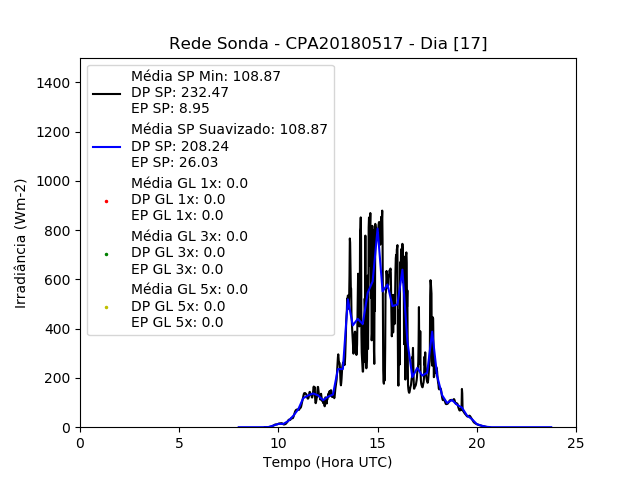 Rede Sonda - CPA20180517 - Dia [17]
Média SP Min: 108.87
DP SP: 232.47
EP SP: 8.95
Média SP Suavizado: 108.87
DP SP: 208.24
EP SP: 26.03
Média GL 1x: 0.0
DP GL 1x: 0.0
EP GL 1x: 0.0
Média GL 3x: 0.0
DP GL 3x: 0.0
EP GL 3x: 0.0
Média GL 5x: 0.0
DP GL 5x: 0.0
EP GL 5x: 0.0
Irradiância (Wm-2)
1400
1200
1000
800
600
400
200
0
0 5 10 15 20 25
Tempo (Hora UTC)